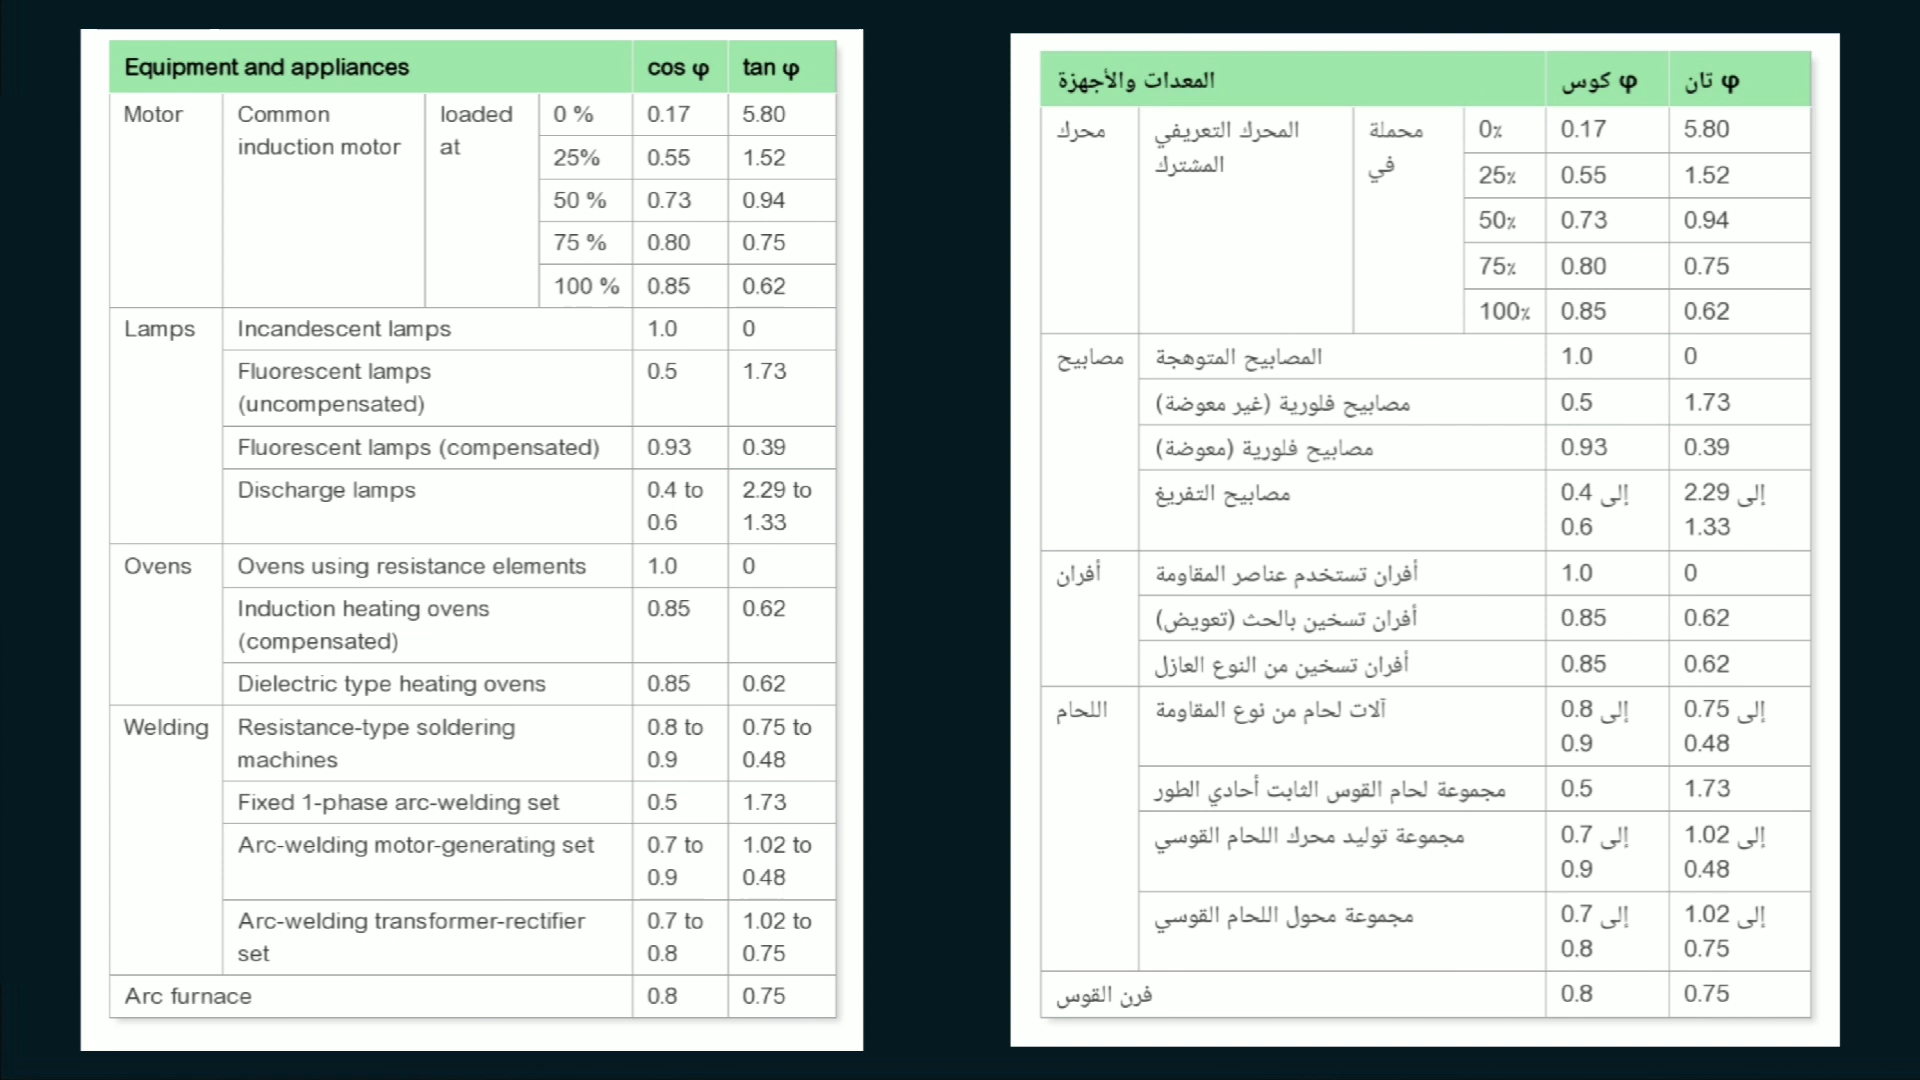 Equipment and appliances cos φ tan φ
Motor Common loaded 0 % 0.17 5.80
induction motor at
25% 0.55 1.52
50 % 0.73 0.94
75 % 0.80 0.75
100 % 0.85 0.62
Lamps Incandescent lamps 1.0 0
Fluorescent lamps 0.5 1.73
(uncompensated)
Fluorescent lamps (compensated) 0.93 0.39
Discharge lamps 0.4 to 2.29 to
0.6 1.33
Ovens Ovens using resistance elements 1.0 0
Induction heating ovens 0.85 0.62
(compensated)
Dielectric type heating ovens 0.85 0.62
Welding Resistance-type soldering 0.8 to 0.75 to
machines 0.9 0.48
Fixed 1-phase arc-welding set 0.5 1.73
Arc-welding motor-generating set 0.7 to 1.02 to
0.9 0.48
Arc-welding transformer-rectifier 0.7 to 1.02 to
set 0.8 0.75
Arc furnace 0.8 0.75
المعدات والأجهزة كوس φ تان φ
محرك المحرك التعريفي محملة 0٪ 0.17 5.80
المشترك في
25٪ 0.55 1.52
50٪ 0.73 0.94
75٪ 0.80 0.75
100٪ 0.85 0.62
مصابيح المصابيح المتوهجة 1.0 0
مصابيح فلورية (غير معوضة) 0.5 1.73
مصابيح فلورية (معوضة) 0.93 0.39
مصابيح التفريغ 0.4 إلى 2.29 إلى
0.6 1.33
أفران أفران تستخدم عناصر المقاومة 1.0 0
أفران تسخين بالحث (تعويض) 0.85 0.62
أفران تسخين من النوع العازل 0.85 0.62
اللحام آلات لحام من نوع المقاومة 0.8 إلى 0.75 إلى
0.9 0.48
مجموعة لحام القوس الثابت أحادي الطور 0.5 1.73
مجموعة توليد محرك اللحام القوسي 0.7 إلى 1.02 إلى
0.9 0.48
مجموعة محول اللحام القوسي 0.7 إلى 1.02 إلى
0.8 0.75
فرن القوس 0.8 0.75